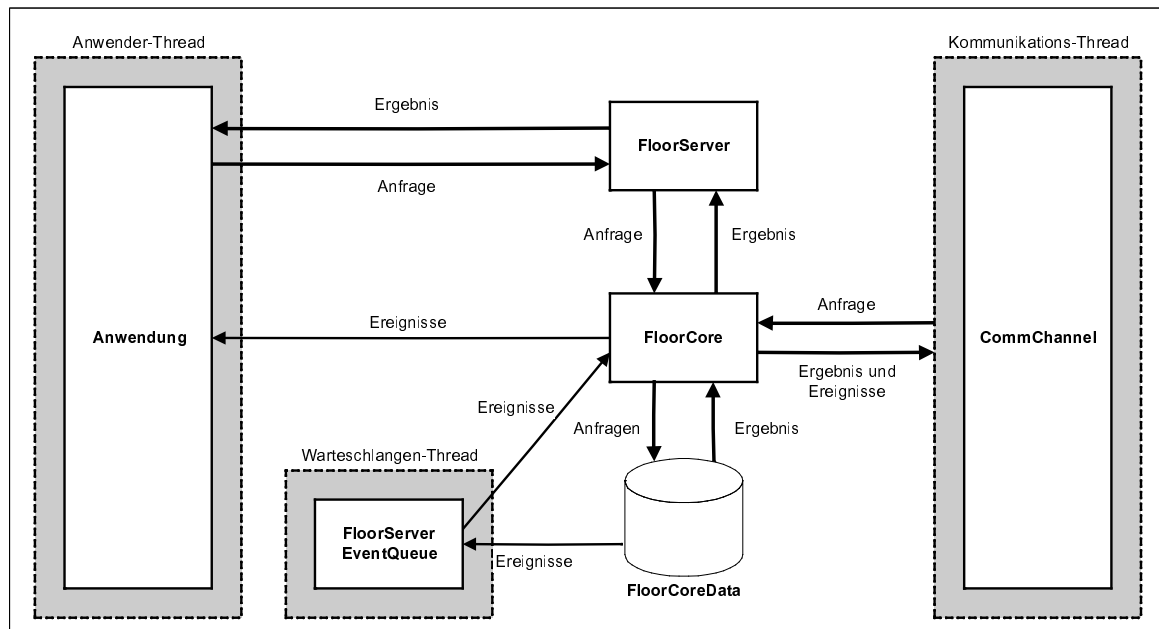 Anwender-Thread
Kommunikations-Thread
Ergebnis
FloorServer
Anfrage
Anfrage
Ergebnis
Anfrage
Ereignisse
Anwendung
FloorCore
CommChannel
Ergebnis und
Ereignisse
Ereignisse
Anfragen
Ergebnis
Warteschlangen-Thread
FloorServer
EventQueue
Ereignisse
FloorCoreData